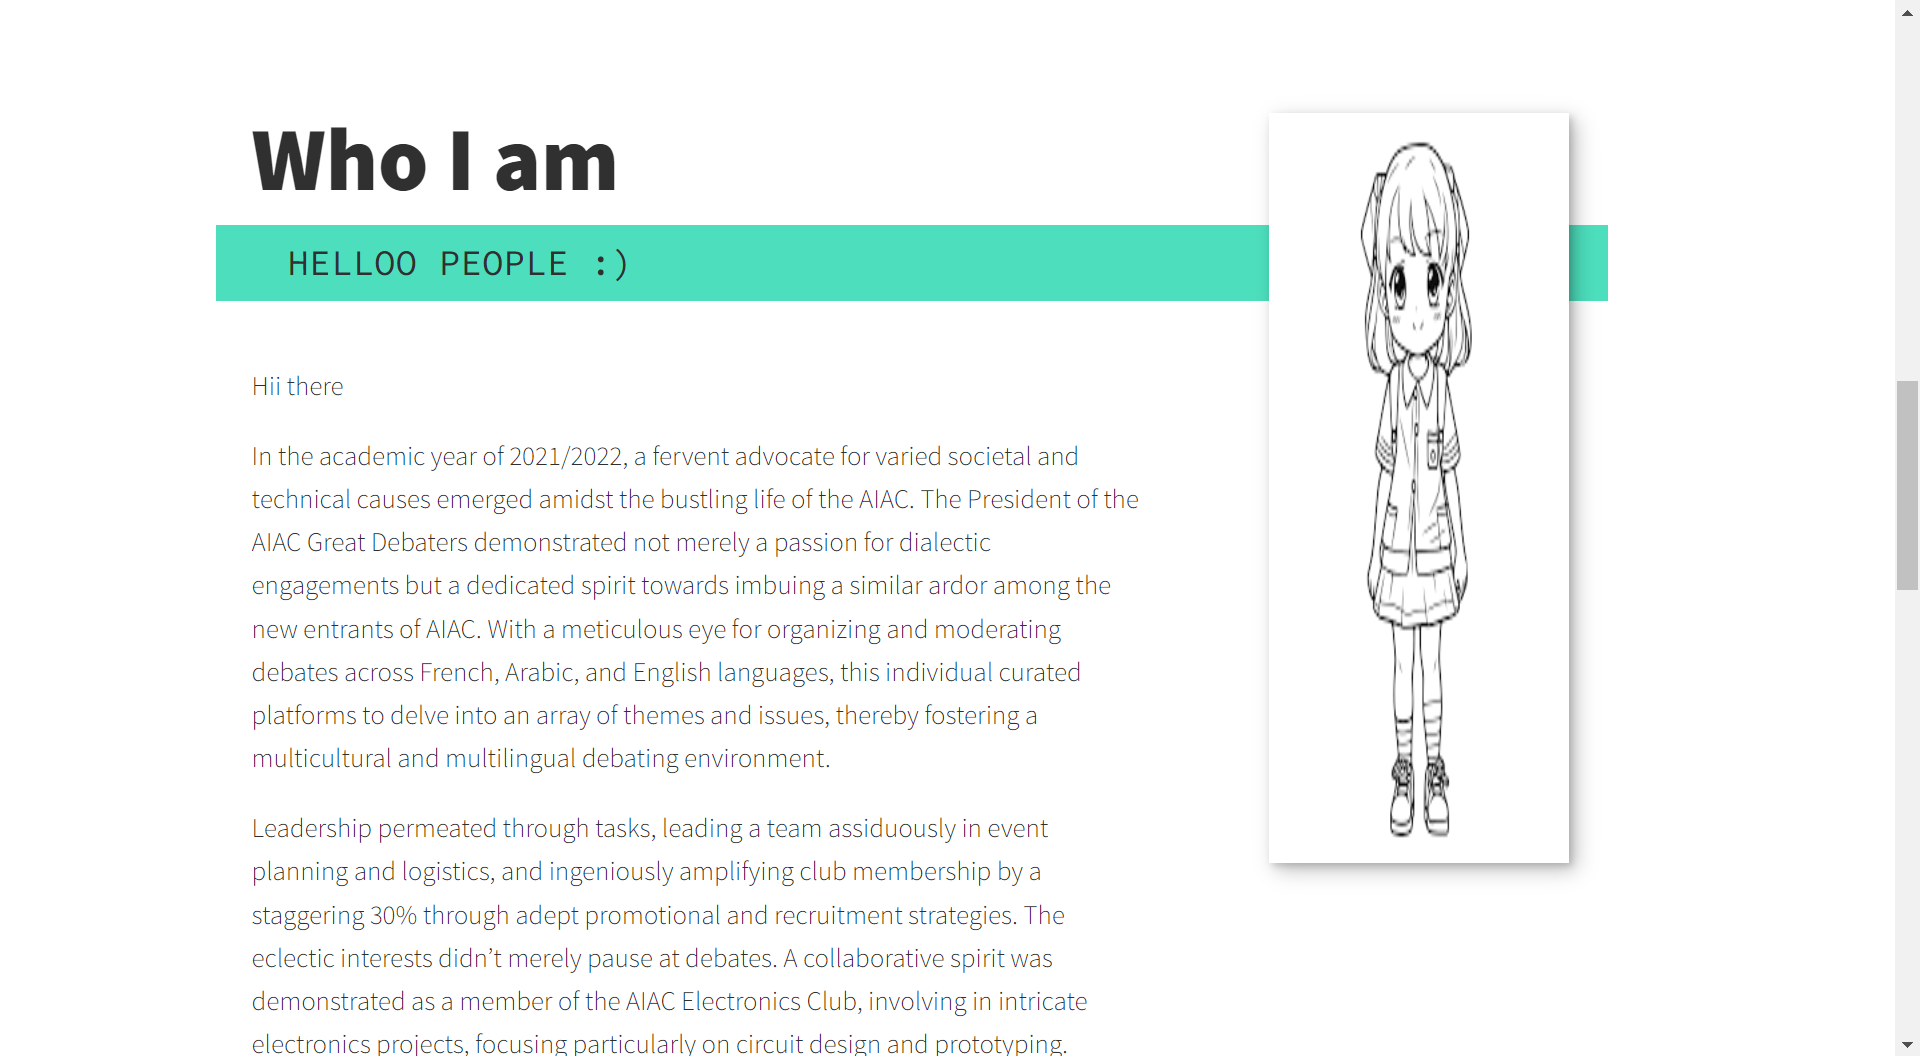 Who I am
HELLOO PEOPLE :)
Hii there
In the academic year of 2021/2022, a fervent advocate for varied societal and
technical causes emerged amidst the bustling life of the AIAC. The President of the
AIAC Great Debaters demonstrated not merely a passion for dialectic
engagements but a dedicated spirit towards imbuing a similar ardor among the
new entrants of AIAC. With a meticulous eye for organizing and moderating
debates across French, Arabic, and English languages, this individual curated
platforms to delve into an array of themes and issues, thereby fostering a
multicultural and multilingual debating environment.
Leadership permeated through tasks, leading a team assiduously in event
planning and logistics, and ingeniously amplifying club membership by a
staggering 30% through adept promotional and recruitment strategies. The
eclectic interests didn’t merely pause at debates. A collaborative spirit was
demonstrated as a member of the AIAC Electronics Club, involving in intricate
electronics projects, focusing particularly on circuit design and prototyping.